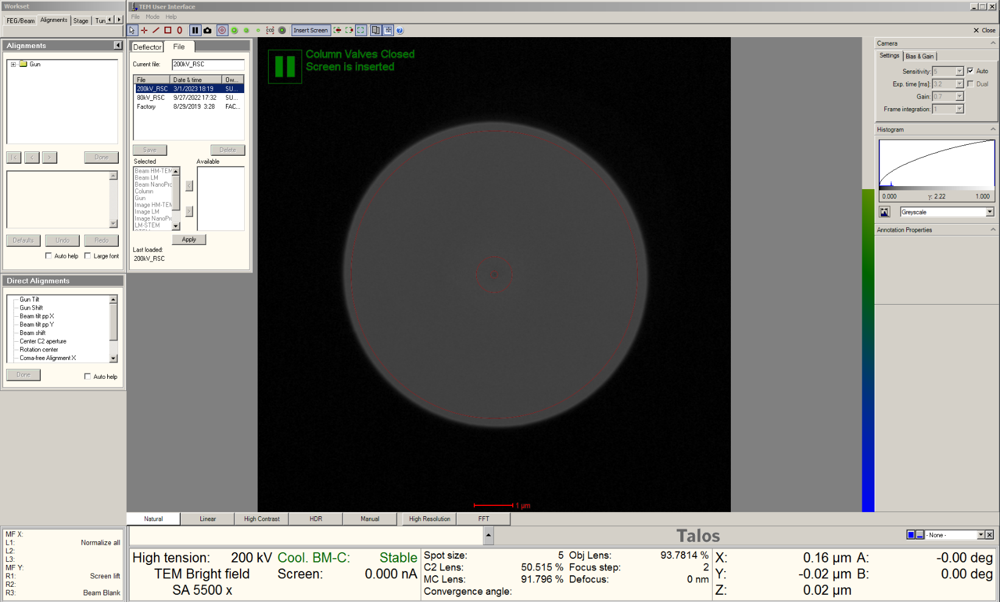 Workset
FEG/Beam Alignments Stage Tun
Alignments
Gun
Done
Defaults Undo Redo
Auto help Large font
Direct Alignments
Gun Tilt
Gun Shift
Beam tilt pp X
Beam tilt pp Y
Beam shift
Center C2 aperture
Rotation center
Coma-free Alignment X
Done
Auto help
MF X:
L1: Normalize all
L2:
L3:
MF Y:
R1: Screen lift
R2:
R3: Beam Blank
TEM User Interface
File Mode Help
Insert Screen
Close
Deflector File
Current file: 200kV_RSC
File Date & time Ow...
200kV_RSC 3/1/2023 18:19 SU...
80kV_RSC 9/27/2022 17:32 SU...
Factory 8/29/2019 3:28 FAC...
Save Delete
Selected Available
Beam HM-TEM
Beam LM
Beam NanoPro
Column
Gun
Image HM-TEM
Image LM
Image NanoPro
LM-STEM
Apply
Last loaded:
200kV_RSC
Column Valves Closed
Screen is inserted
1 µm
Camera
Settings Bias & Gain
Sensitivity: 5 Auto
Exp. time [ms]: 3.2 Dual
Gain: 0.7
Frame integration: 1
Histogram
0.000 γ: 2.22 1.000
Greyscale
Annotation Properties
Natural Linear High Contrast HDR Manual High Resolution FFT
Talos
- None -
High tension: 200 kV
TEM Bright field
SA 5500 x
Cool. BM-C: Stable
Screen: 0.000 nA
Spot size: 5
C2 Lens: 50.515 %
MC Lens: 91.796 %
Convergence angle:
Obj Lens: 93.7814 %
Focus step: 2
Defocus: 0 nm
X: 0.16 µm A: -0.00 deg
Y: -0.02 µm B: 0.00 deg
Z: 0.02 µm